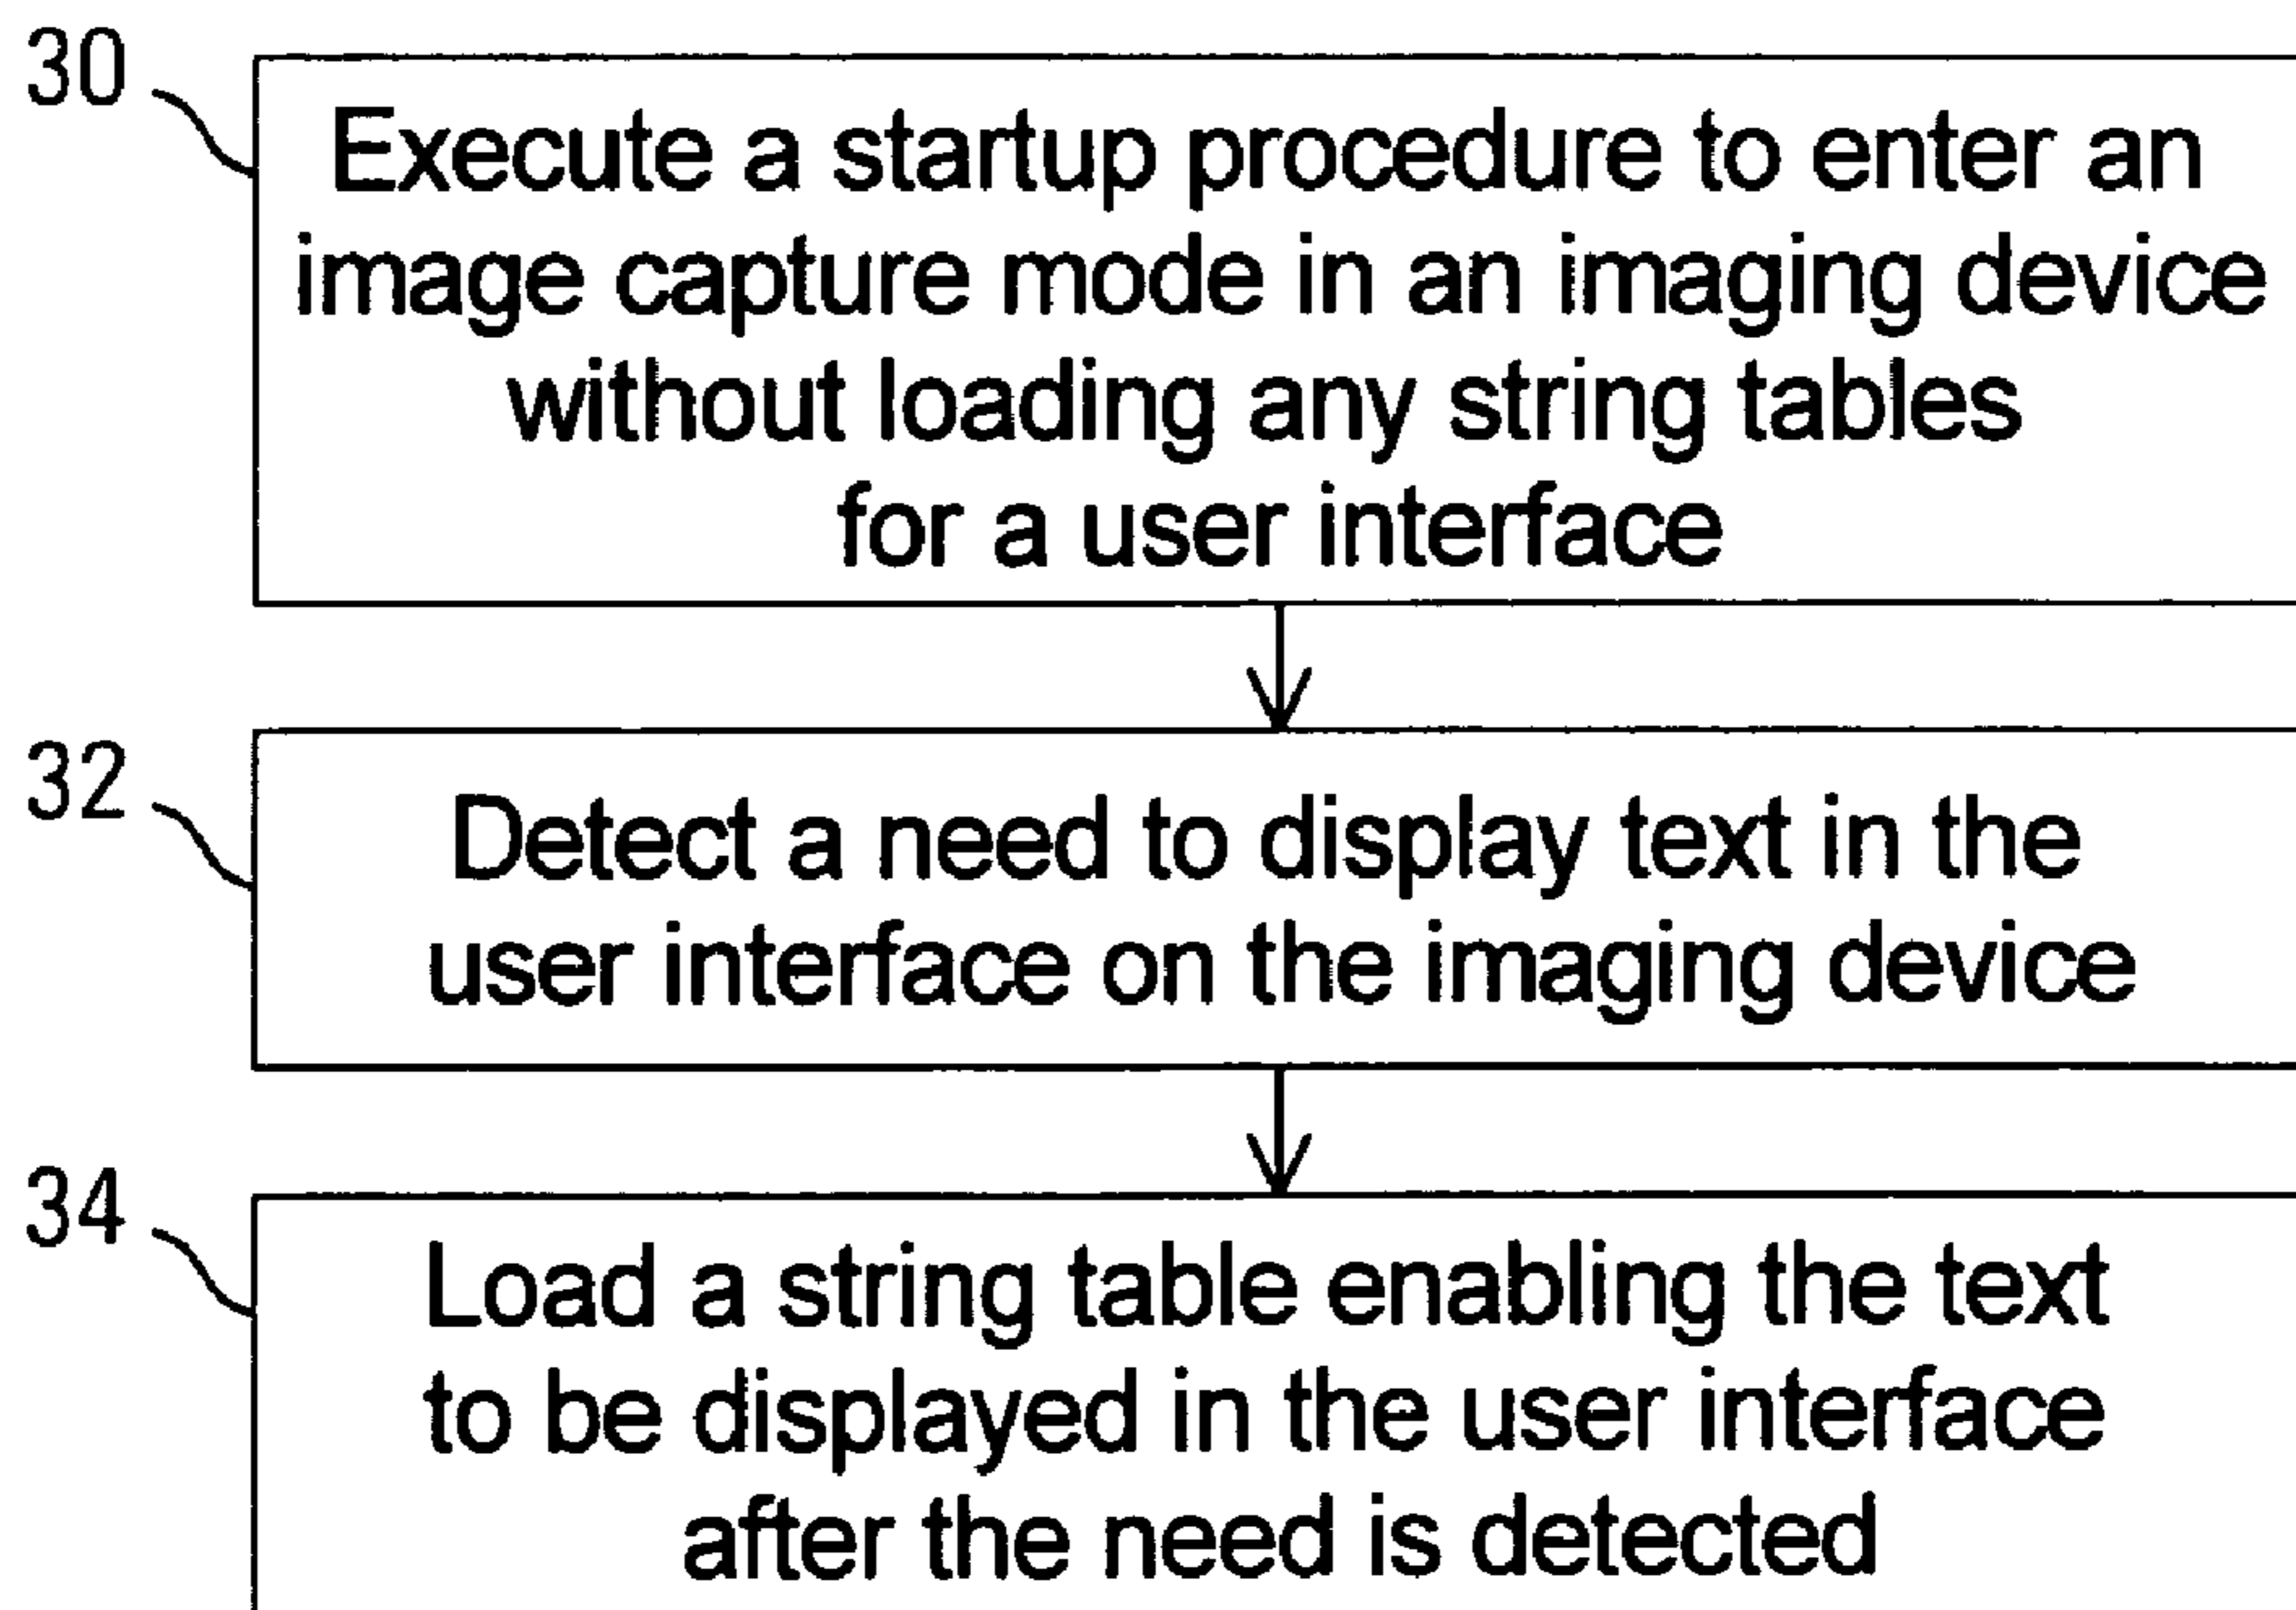 30
Execute a startup procedure to enter an
image capture mode in an imaging device
without loading any string tables
for a user interface
32
Detect a need to display text in the
user interface on the imaging device
34
Load a string table enabling the text
to be displayed in the user interface
after the need is detected